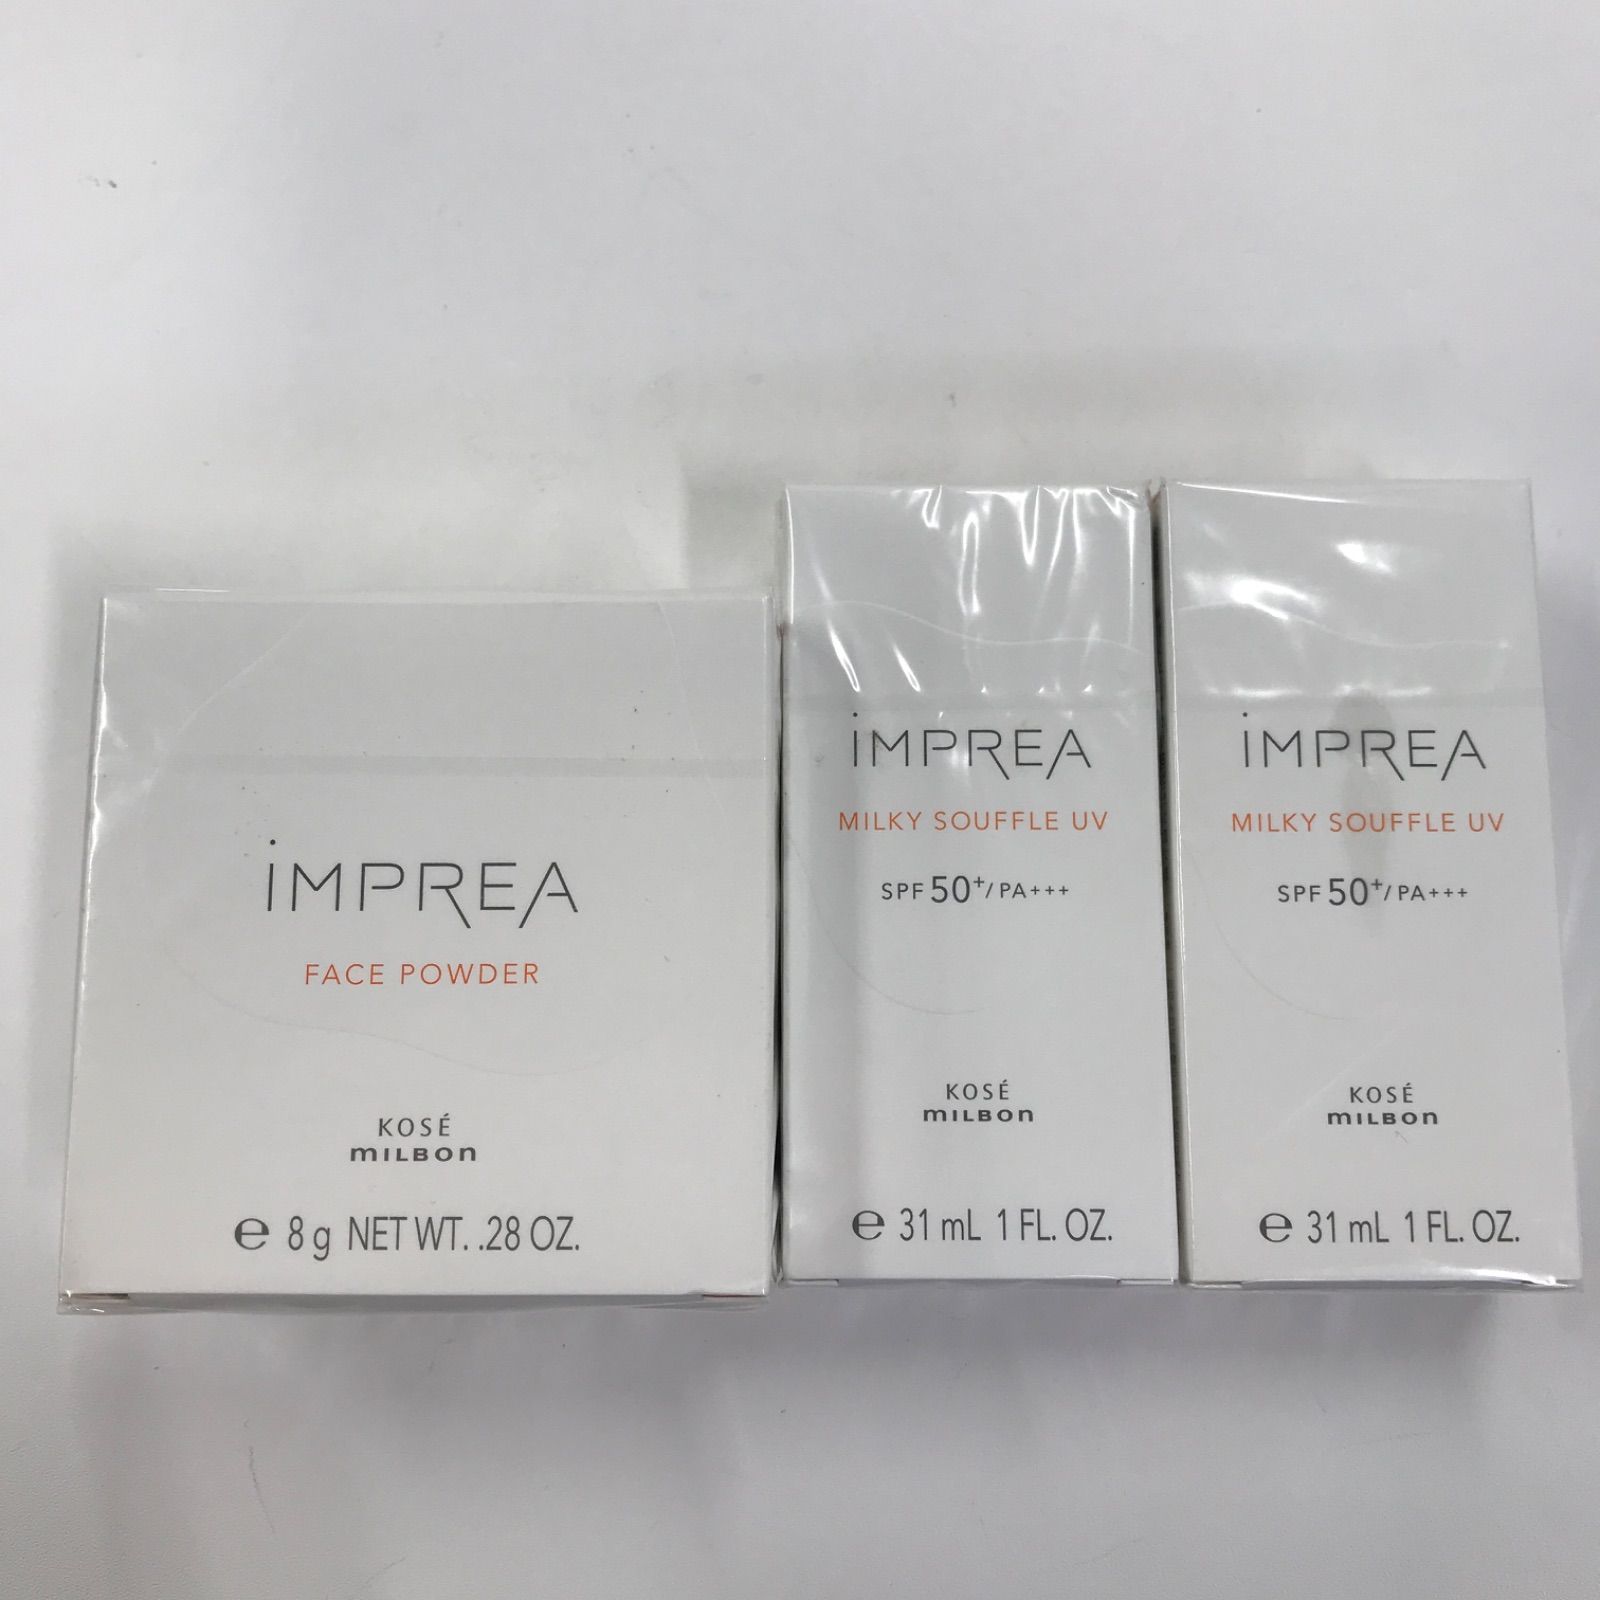 iMPREA
FACE POWDER
KOSÉ
MILBON
e 8g NET WT. .28 OZ.
iMPREA
MILKY SOUFFLE UV
SPF 50+/PA+++
KOSÉ
MILBON
e 31 mL 1 FL. OZ.
iMPREA
MILKY SOUFFLE UV
SPF 50+/PA+++
KOSÉ
MILBON
e 31 mL 1 FL. OZ.